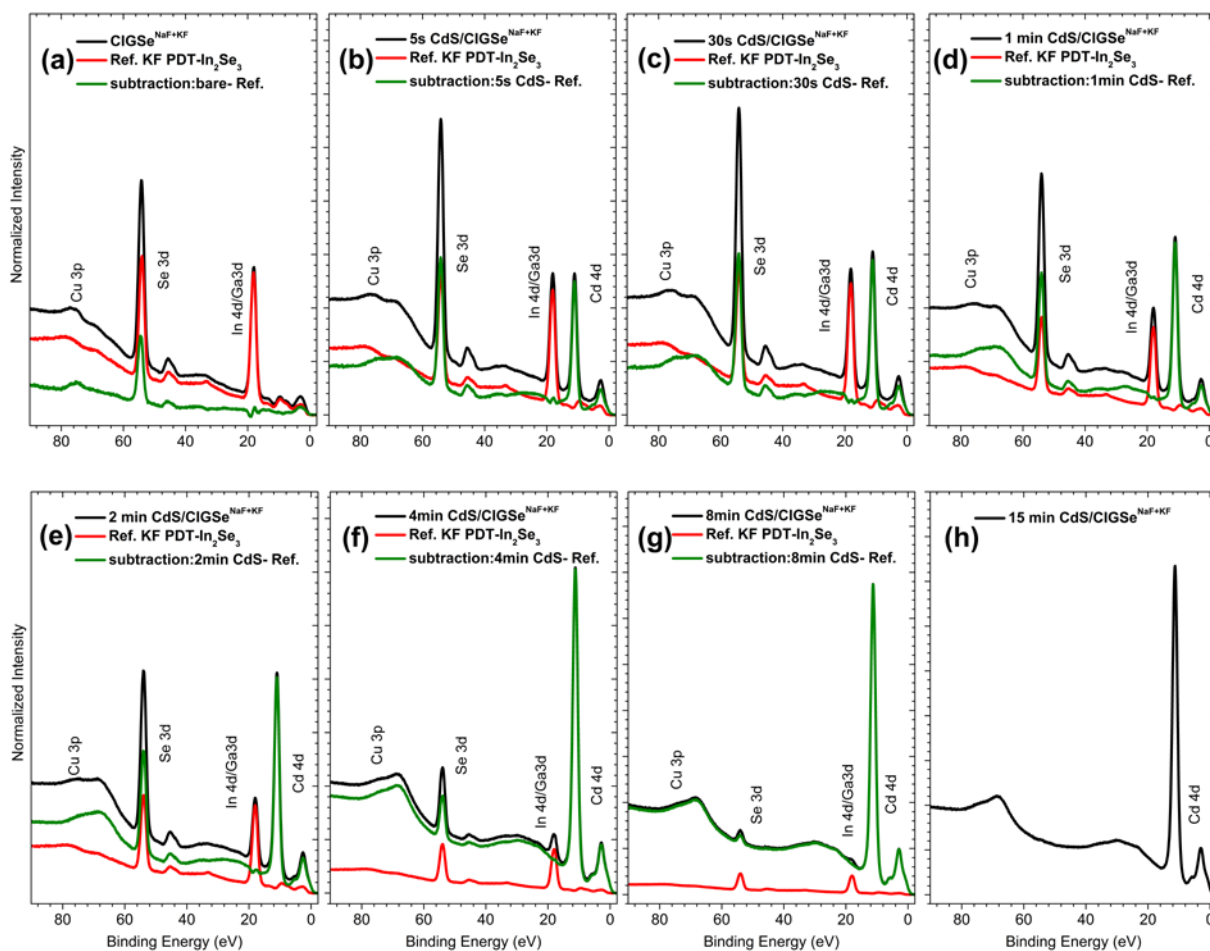 (a)
CIGSe^NaF+KF
Ref. KF PDT-In₂Se₃
subtraction:bare- Ref.
Cu 3p
Se 3d
In 4d/Ga3d
80 60 40 20 0
Normalized Intensity
(b)
5s CdS/CIGSe^NaF+KF
Ref. KF PDT-In₂Se₃
subtraction:5s CdS- Ref.
Cu 3p
Se 3d
In 4d/Ga3d
Cd 4d
80 60 40 20 0
(c)
30s CdS/CIGSe^NaF+KF
Ref. KF PDT-In₂Se₃
subtraction:30s CdS- Ref.
Cu 3p
Se 3d
In 4d/Ga3d
Cd 4d
80 60 40 20 0
(d)
1 min CdS/CIGSe^NaF+KF
Ref. KF PDT-In₂Se₃
subtraction:1min CdS- Ref.
Cu 3p
Se 3d
In 4d/Ga3d
Cd 4d
80 60 40 20 0
(e)
2 min CdS/CIGSe^NaF+KF
Ref. KF PDT-In₂Se₃
subtraction:2min CdS- Ref.
Cu 3p
Se 3d
In 4d/Ga3d
Cd 4d
80 60 40 20 0
Binding Energy (eV)
Normalized Intensity
(f)
4min CdS/CIGSe^NaF+KF
Ref. KF PDT-In₂Se₃
subtraction:4min CdS- Ref.
Cu 3p
Se 3d
In 4d/Ga3d
Cd 4d
80 60 40 20 0
Binding Energy (eV)
(g)
8min CdS/CIGSe^NaF+KF
Ref. KF PDT-In₂Se₃
subtraction:8min CdS- Ref.
Cu 3p
Se 3d
In 4d/Ga3d
Cd 4d
80 60 40 20 0
Binding Energy (eV)
(h)
15 min CdS/CIGSe^NaF+KF
Cd 4d
80 60 40 20 0
Binding Energy (eV)